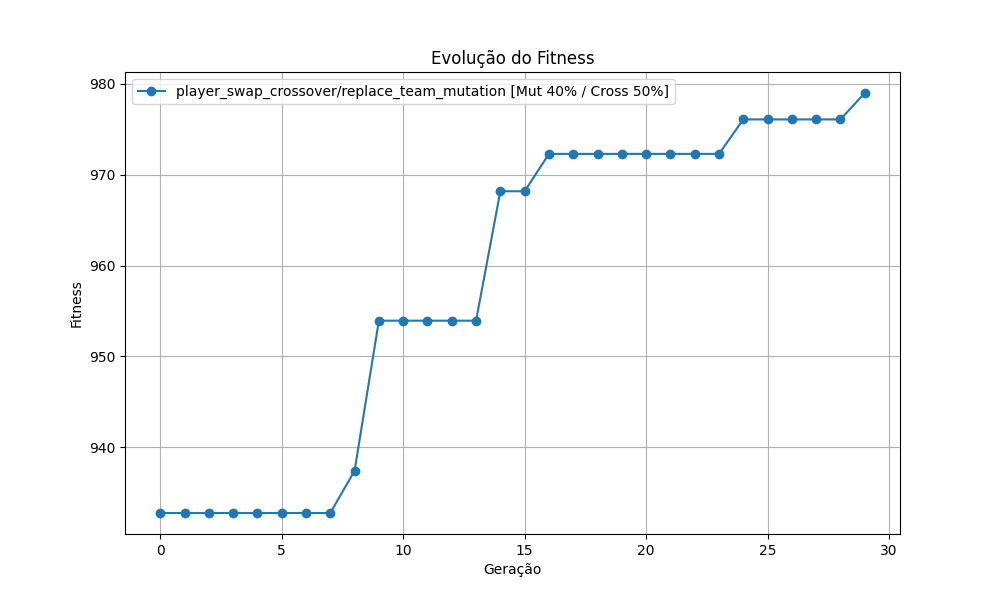 Evolução do Fitness
player_swap_crossover/replace_team_mutation [Mut 40% / Cross 50%]
980
970
960
950
940
Fitness
0 5 10 15 20 25 30
Geração